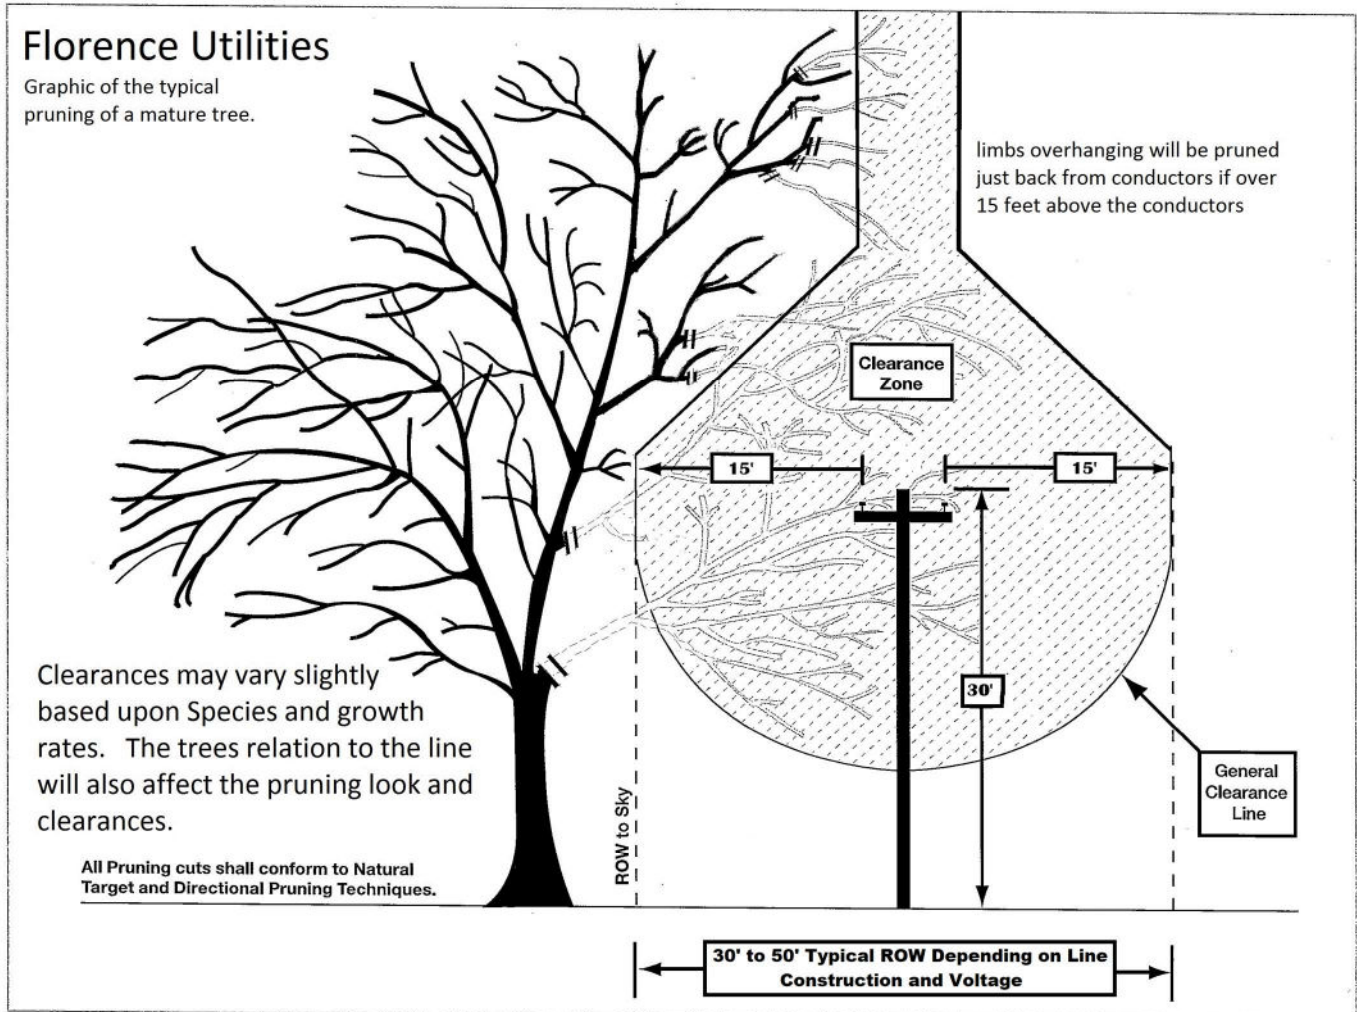 Florence Utilities
Graphic of the typical
pruning of a mature tree.
limbs overhanging will be pruned
just back from conductors if over
15 feet above the conductors
Clearance
Zone
15'
15'
30'
Clearances may vary slightly
based upon Species and growth
rates. The trees relation to the line
will also affect the pruning look and
clearances.
General
Clearance
Line
ROW to Sky
All Pruning cuts shall conform to Natural
Target and Directional Pruning Techniques.
30' to 50' Typical ROW Depending on Line
Construction and Voltage